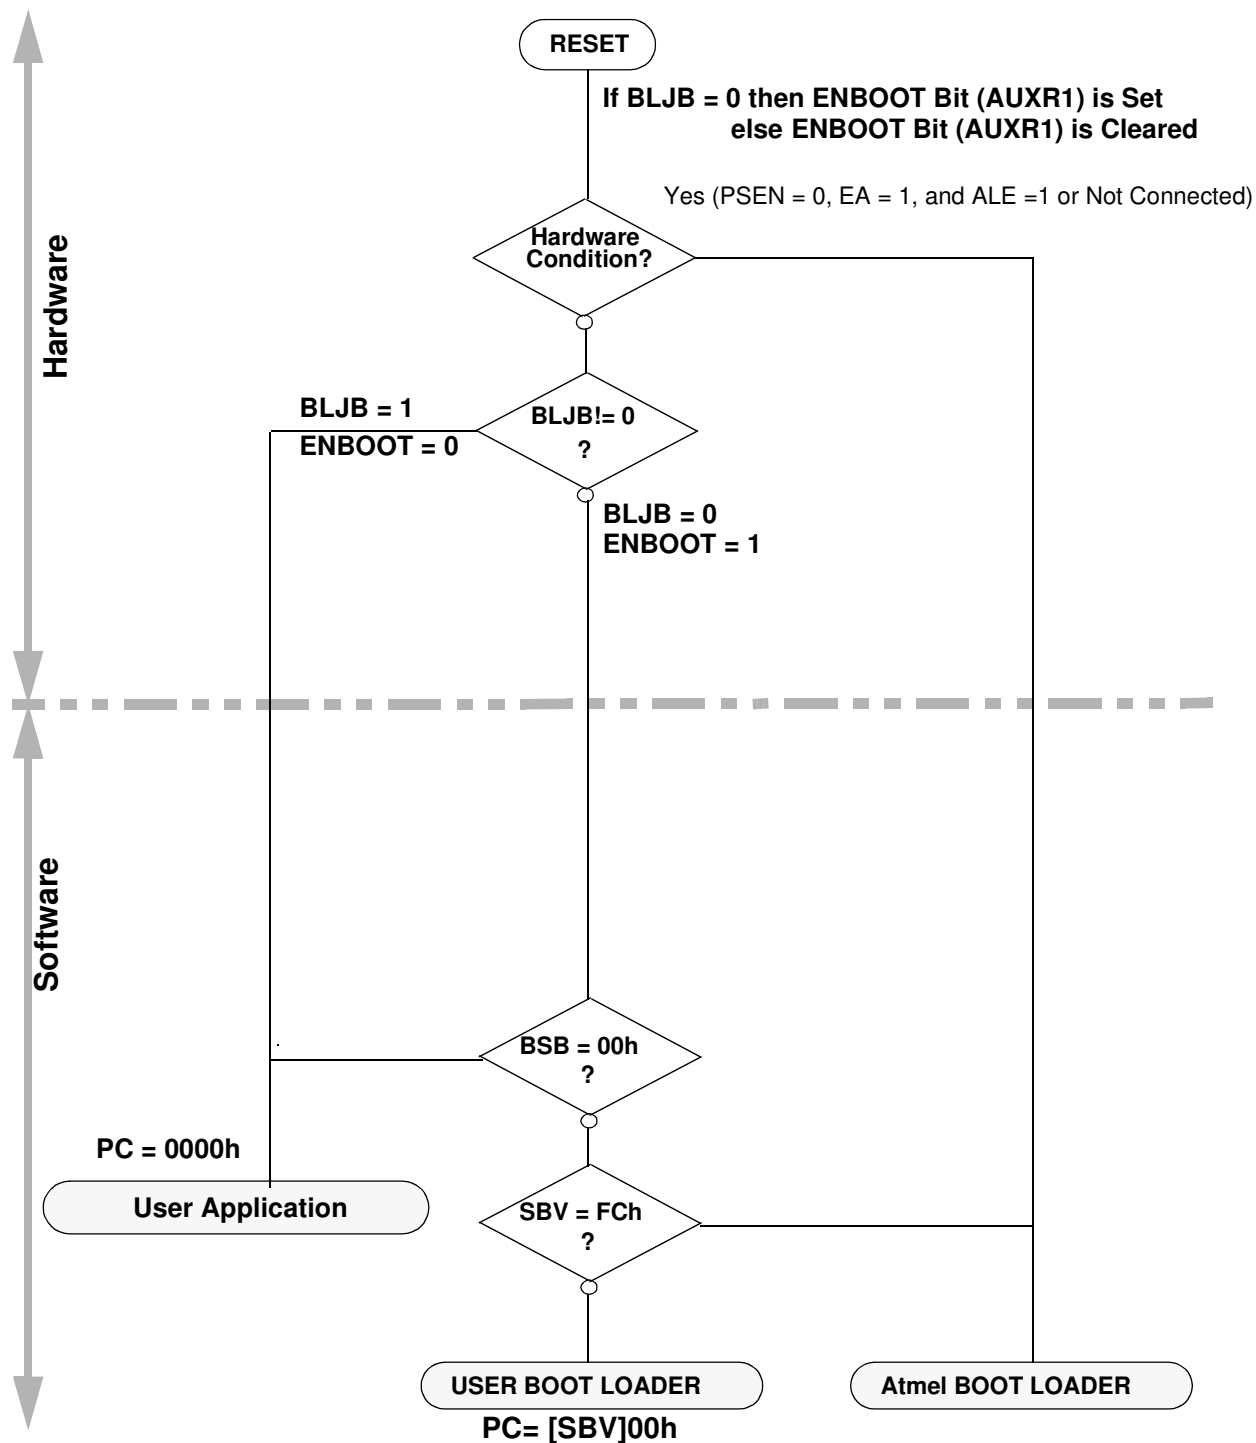 RESET
If BLJB = 0 then ENBOOT Bit (AUXR1) is Set
else ENBOOT Bit (AUXR1) is Cleared
Yes (PSEN = 0, EA = 1, and ALE =1 or Not Connected)
Hardware
Hardware
Condition?
BLJB = 1
ENBOOT = 0
BLJB!= 0
?
BLJB = 0
ENBOOT = 1
Software
BSB = 00h
?
PC = 0000h
User Application
SBV = FCh
?
USER BOOT LOADER
PC= [SBV]00h
Atmel BOOT LOADER